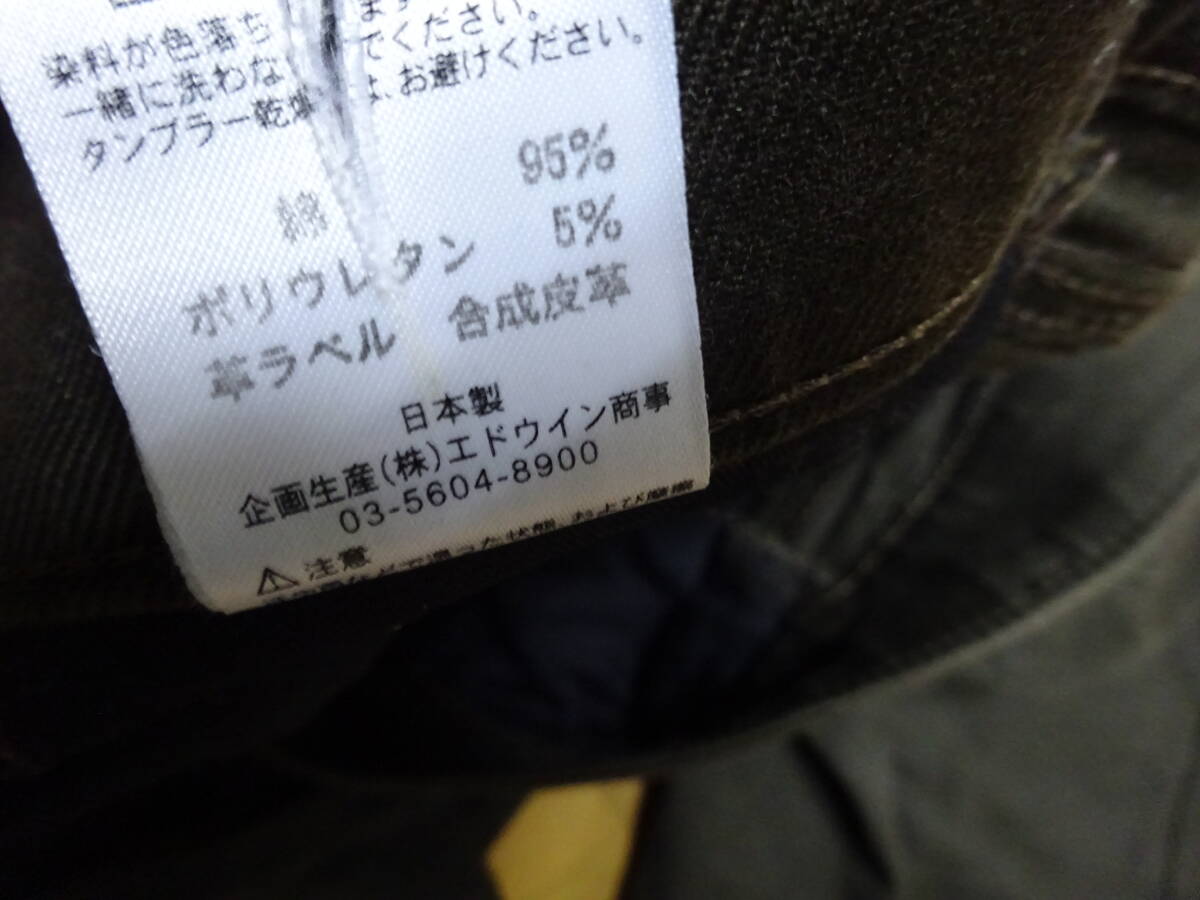 染料が色落ち ます
一緒に洗わな でください。
タンブラー乾燥 は、お避けください。
綿 95%
ポリウレタン 5%
革ラベル 合成皮革
日本製
企画生産(株)エドウイン商事
03-5604-8900
⚠注意